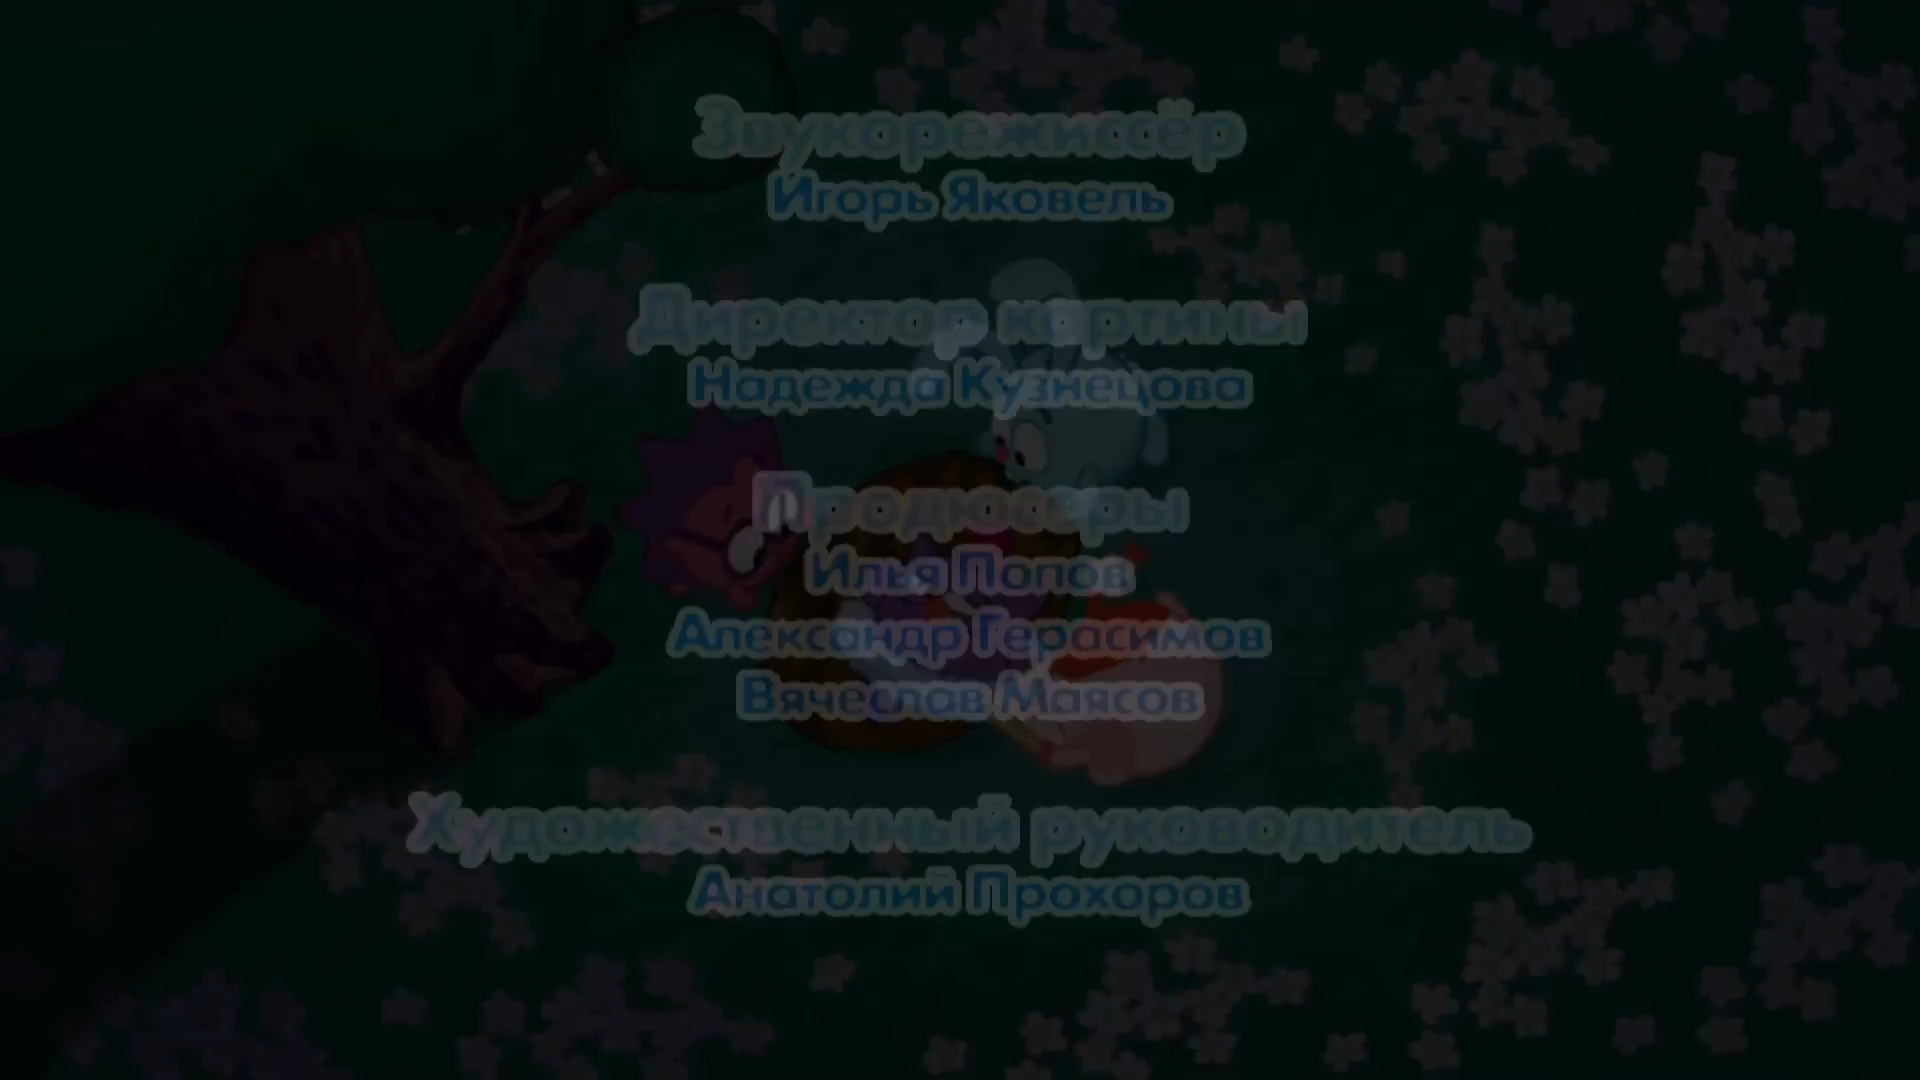 Звукорежиссёр
Игорь Яковель
Директор картины
Надежда Кузнецова
Продюсеры
Илья Попов
Александр Герасимов
Вячеслав Маясов
Художественный руководитель
Анатолий Прохоров